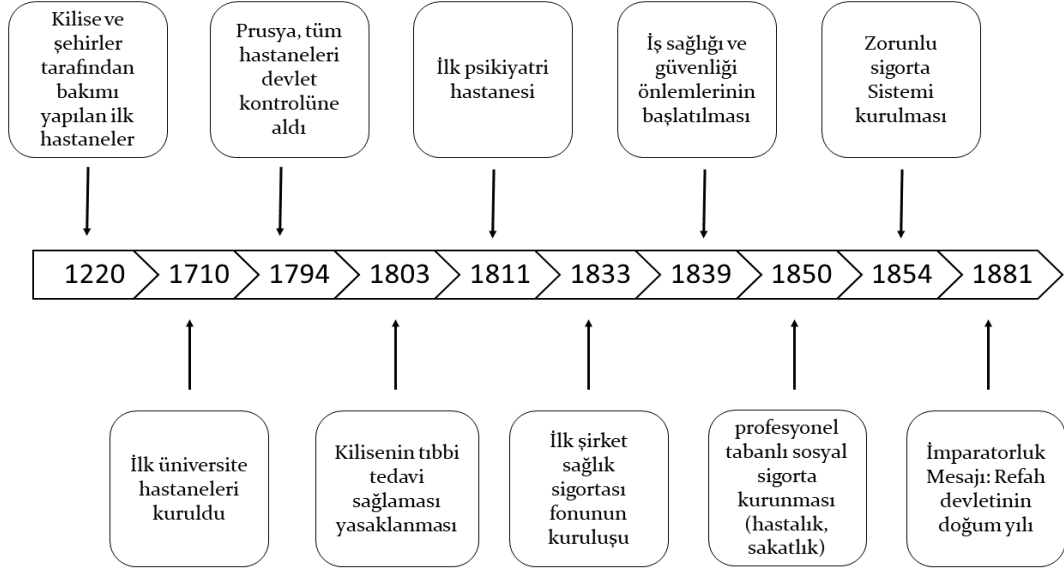 Kilise ve
şehirler
tarafından
bakımı
yapılan ilk
hastaneler
Prusya, tüm
hastaneleri
devlet
kontrolüne
aldı
İlk psikiyatri
hastanesi
İş sağlığı ve
güvenliği
önlemlerinin
başlatılması
Zorunlu
sigorta
Sistemi
kurulması
1220 1710 1794 1803 1811 1833 1839 1850 1854 1881
İlk üniversite
hastaneleri
kuruldu
Kilisenin tıbbi
tedavi
sağlaması
yasaklanması
İlk şirket
sağlık
sigortası
fonunun
kuruluşu
profesyonel
tabanlı sosyal
sigorta
kurunması
(hastalık,
sakatlık)
İmparatorluk
Mesajı: Refah
devletinin
doğum yılı